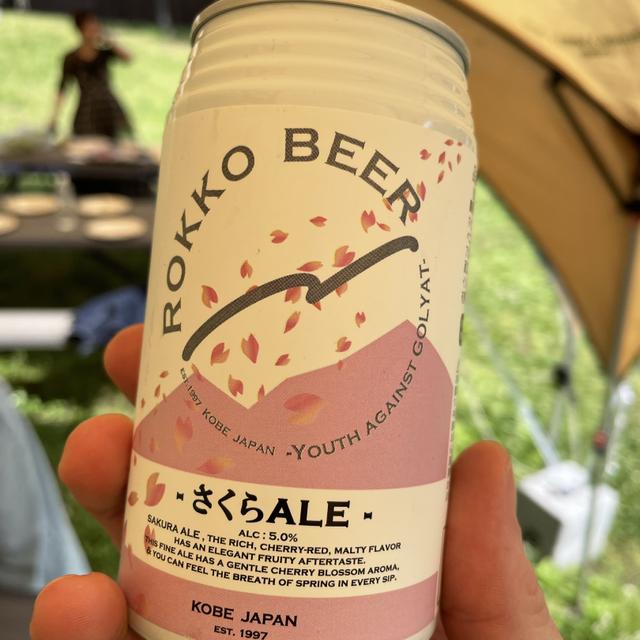 ROKKO BEER
EST. 1997 KOBE JAPAN -YOUTH AGAINST GOLYAT-
- さくらALE -
ALC : 5.0%
SAKURA ALE , THE RICH, CHERRY-RED, MALTY FLAVOR
HAS AN ELEGANT FRUITY AFTERTASTE.
THIS FINE ALE HAS A GENTLE CHERRY BLOSSOM AROMA,
& YOU CAN FEEL THE BREATH OF SPRING IN EVERY SIP.
KOBE JAPAN
EST. 1997